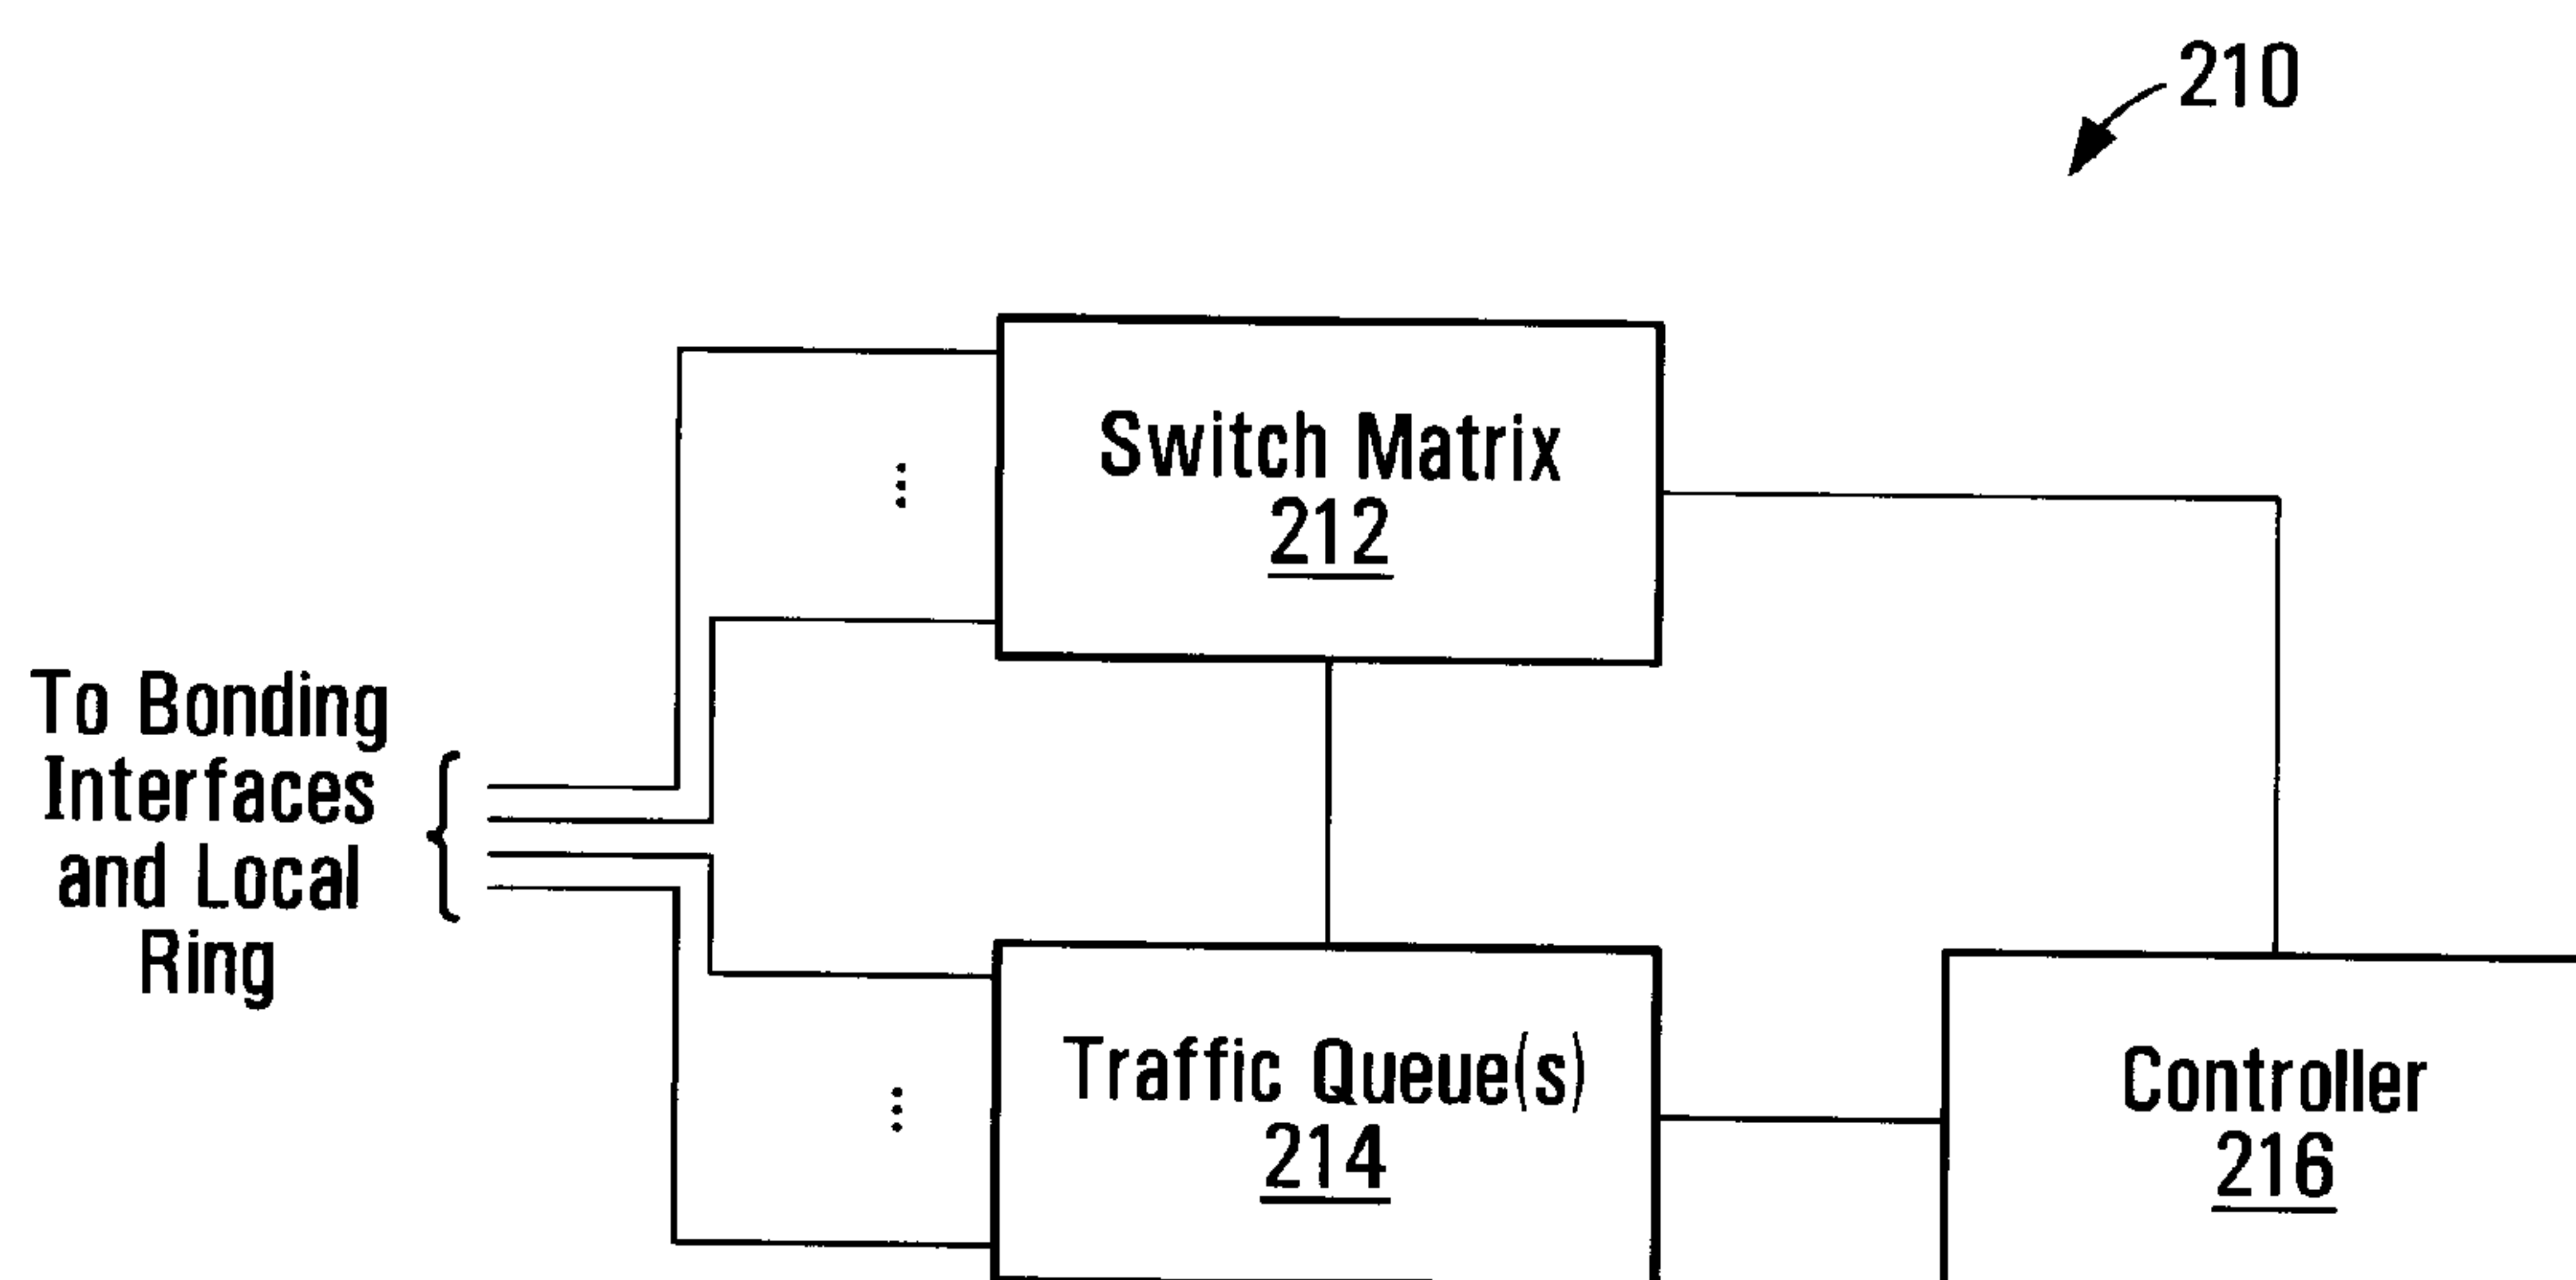 210
Switch Matrix
212
To Bonding
Interfaces
and Local
Ring
Traffic Queue(s)
214
Controller
216